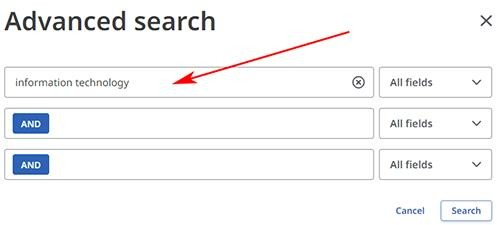 Advanced search
information technology All fields
AND All fields
AND All fields
Cancel Search